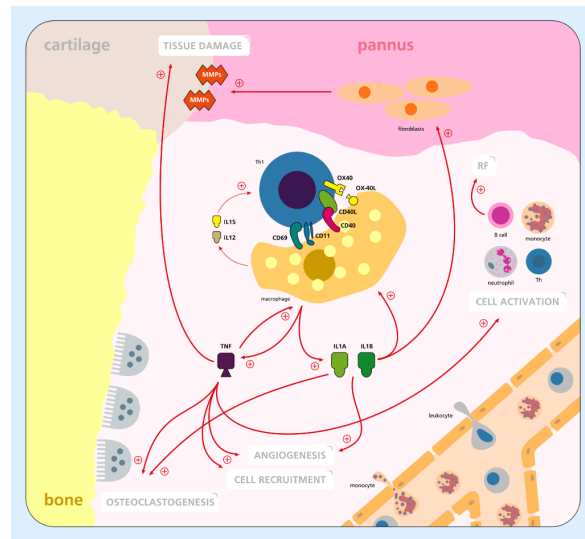 cartilage
TISSUE DAMAGE
pannus
MMPs
MMPs
fibroblasts
Th1
OX40
OX-40L
RF
CD40L
CD40
IL15
IL12
CD69
CD11
B cell
monocyte
neutrophil
Th
macrophage
CELL ACTIVATION
TNF
IL1A
IL1B
leukocyte
ANGIOGENESIS
CELL RECRUITMENT
monocyte
bone
OSTEOCLASTOGENESIS